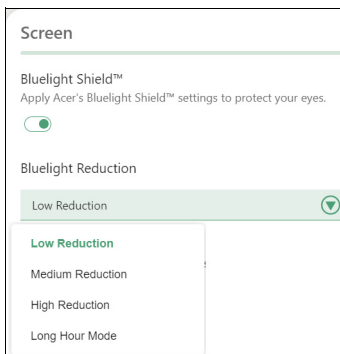 Screen
Bluelight Shield™
Apply Acer's Bluelight Shield™ settings to protect your eyes.
Bluelight Reduction
Low Reduction
Low Reduction
Medium Reduction
High Reduction
Long Hour Mode